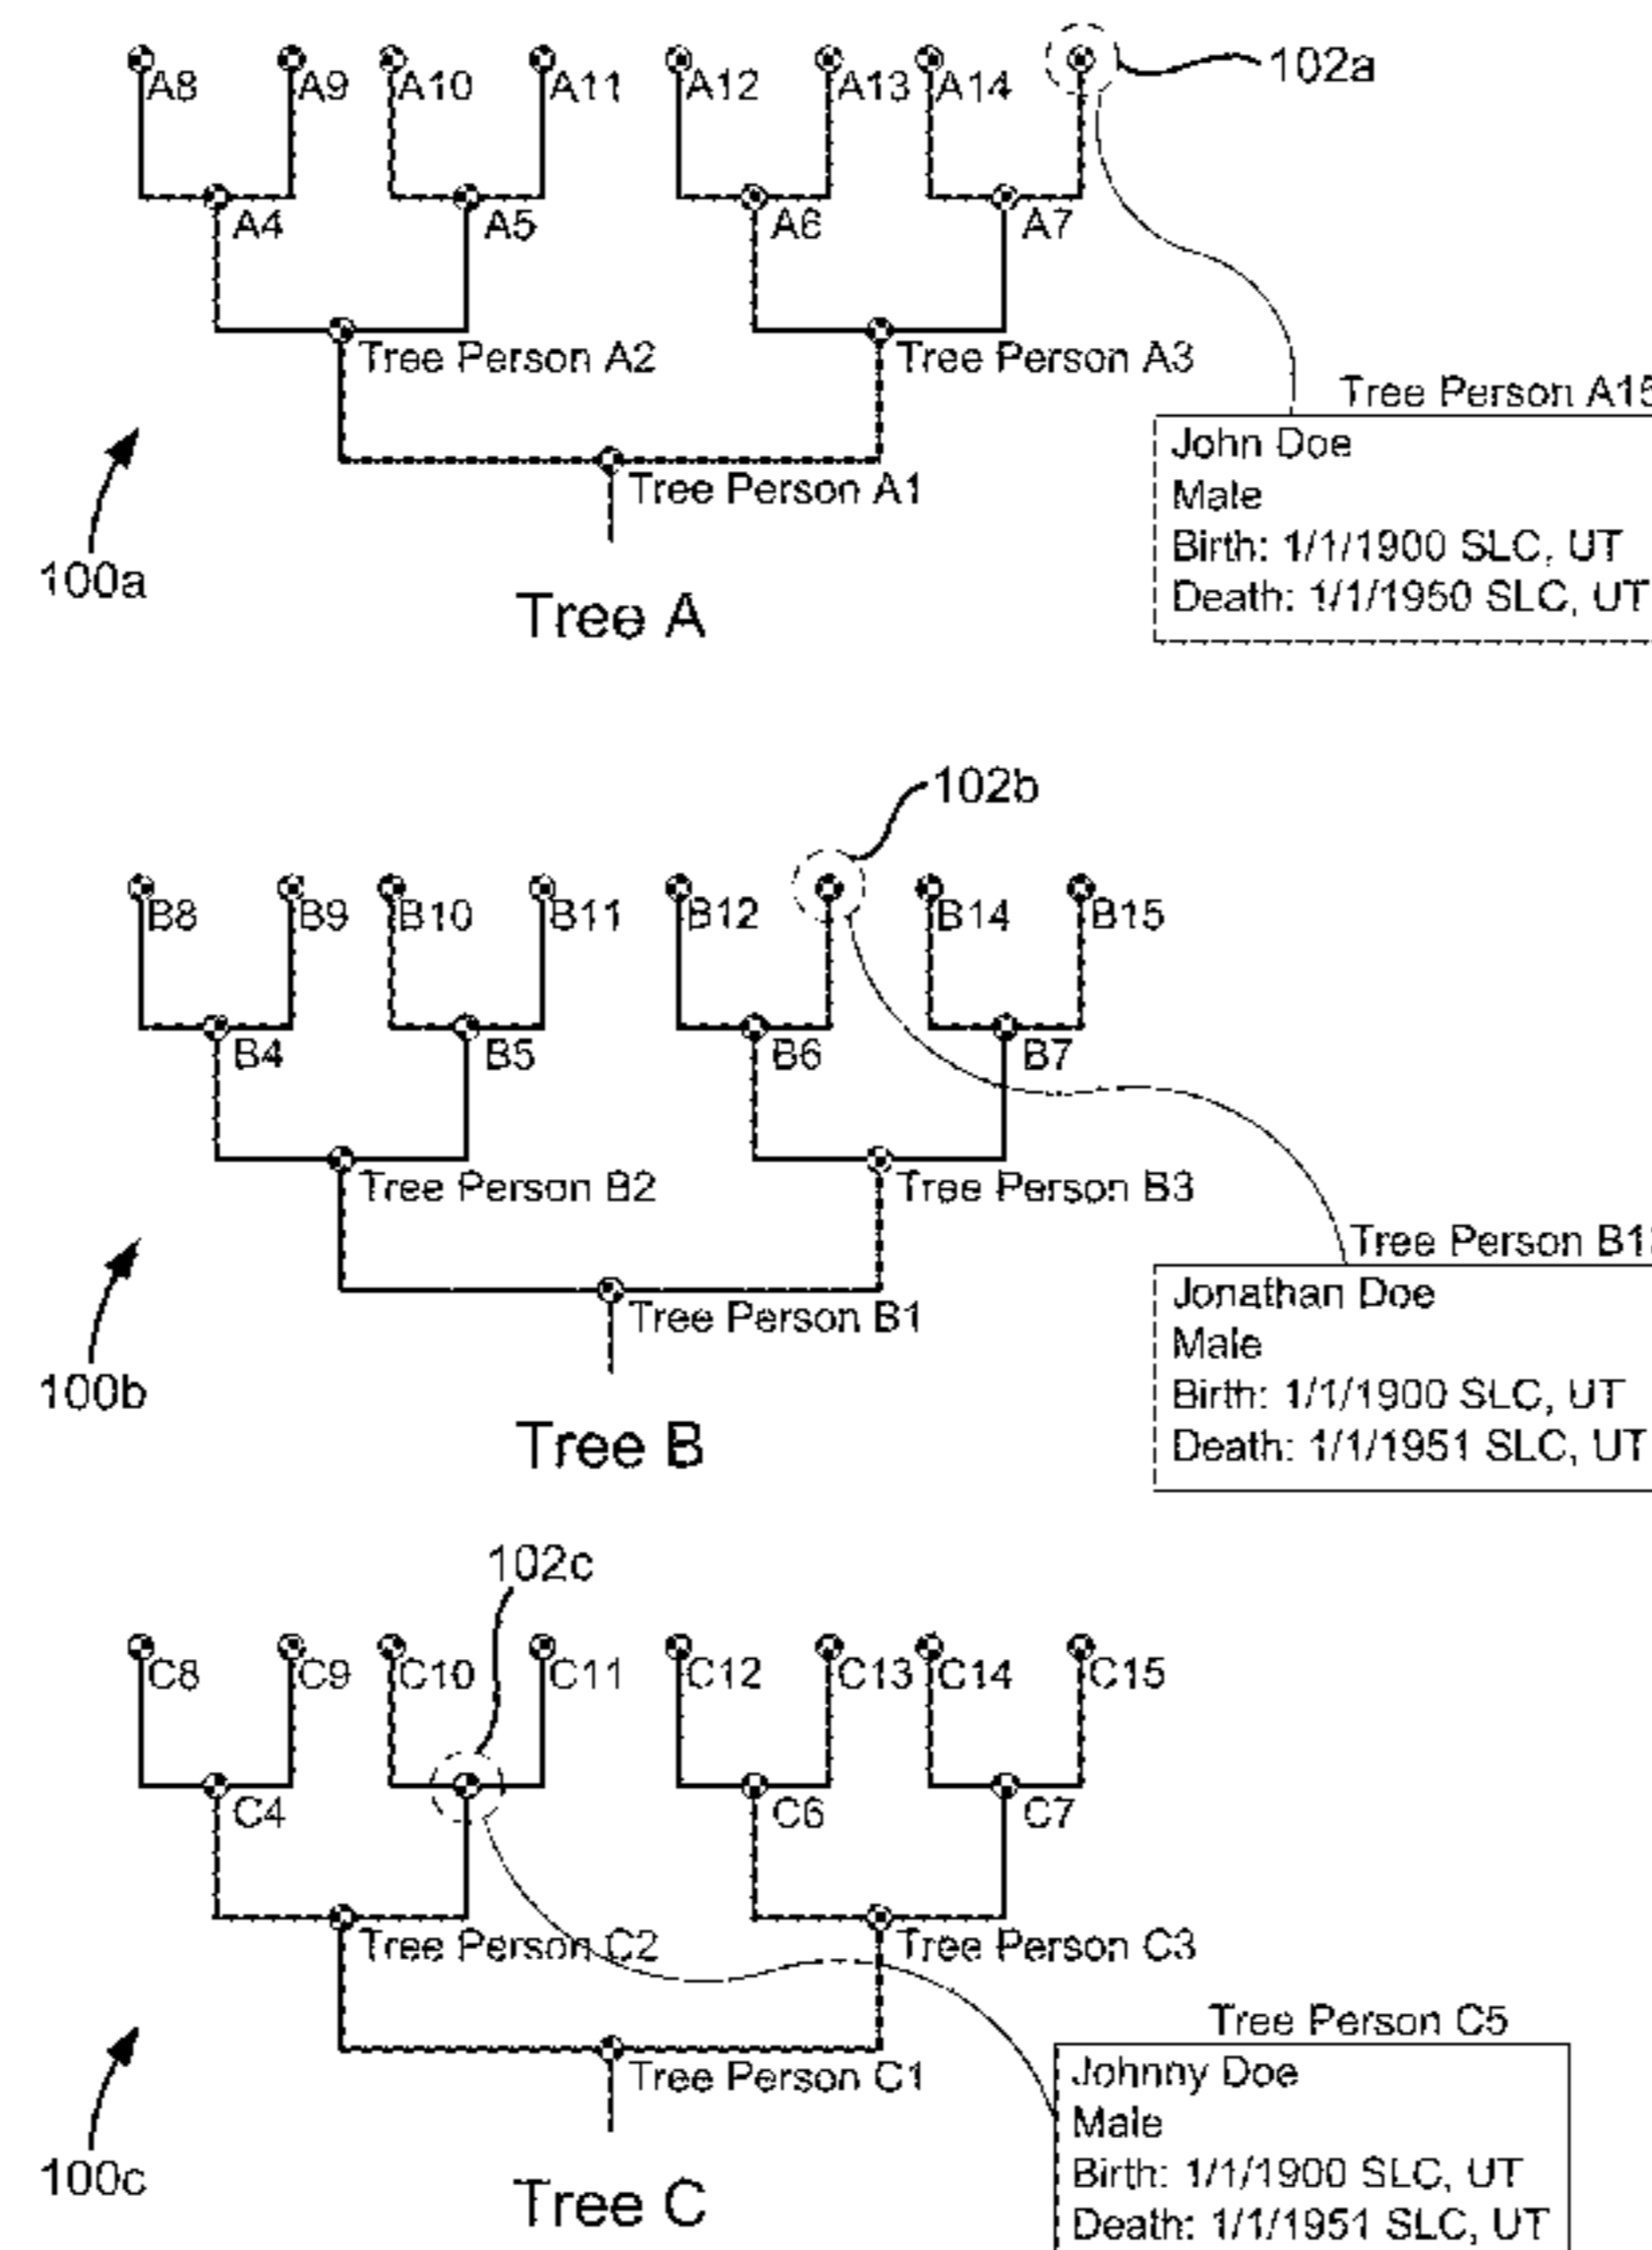 A8 A9 A10 A11 A12 A13 A14 102a
A4 A5 A6 A7
Tree Person A2 Tree Person A3
Tree Person A15
John Doe
Male
Birth: 1/1/1900 SLC, UT
Death: 1/1/1950 SLC, UT
Tree Person A1
100a
Tree A
102b
B8 B9 B10 B11 B12 B14 B15
B4 B5 B6 B7
Tree Person B2 Tree Person B3
Tree Person
Jonathan Doe
Male
Birth: 1/1/1900 SLC, UT
Death: 1/1/1951 SLC, UT
Tree Person B1
100b
Tree B
102c
C8 C9 C10 C11 C12 C13 C14 C15
C4 C6 C7
Tree Person C2 Tree Person C3
Tree Person C5
Johnny Doe
Male
Birth: 1/1/1900 SLC, UT
Death: 1/1/1951 SLC, UT
Tree Person C1
100c
Tree C